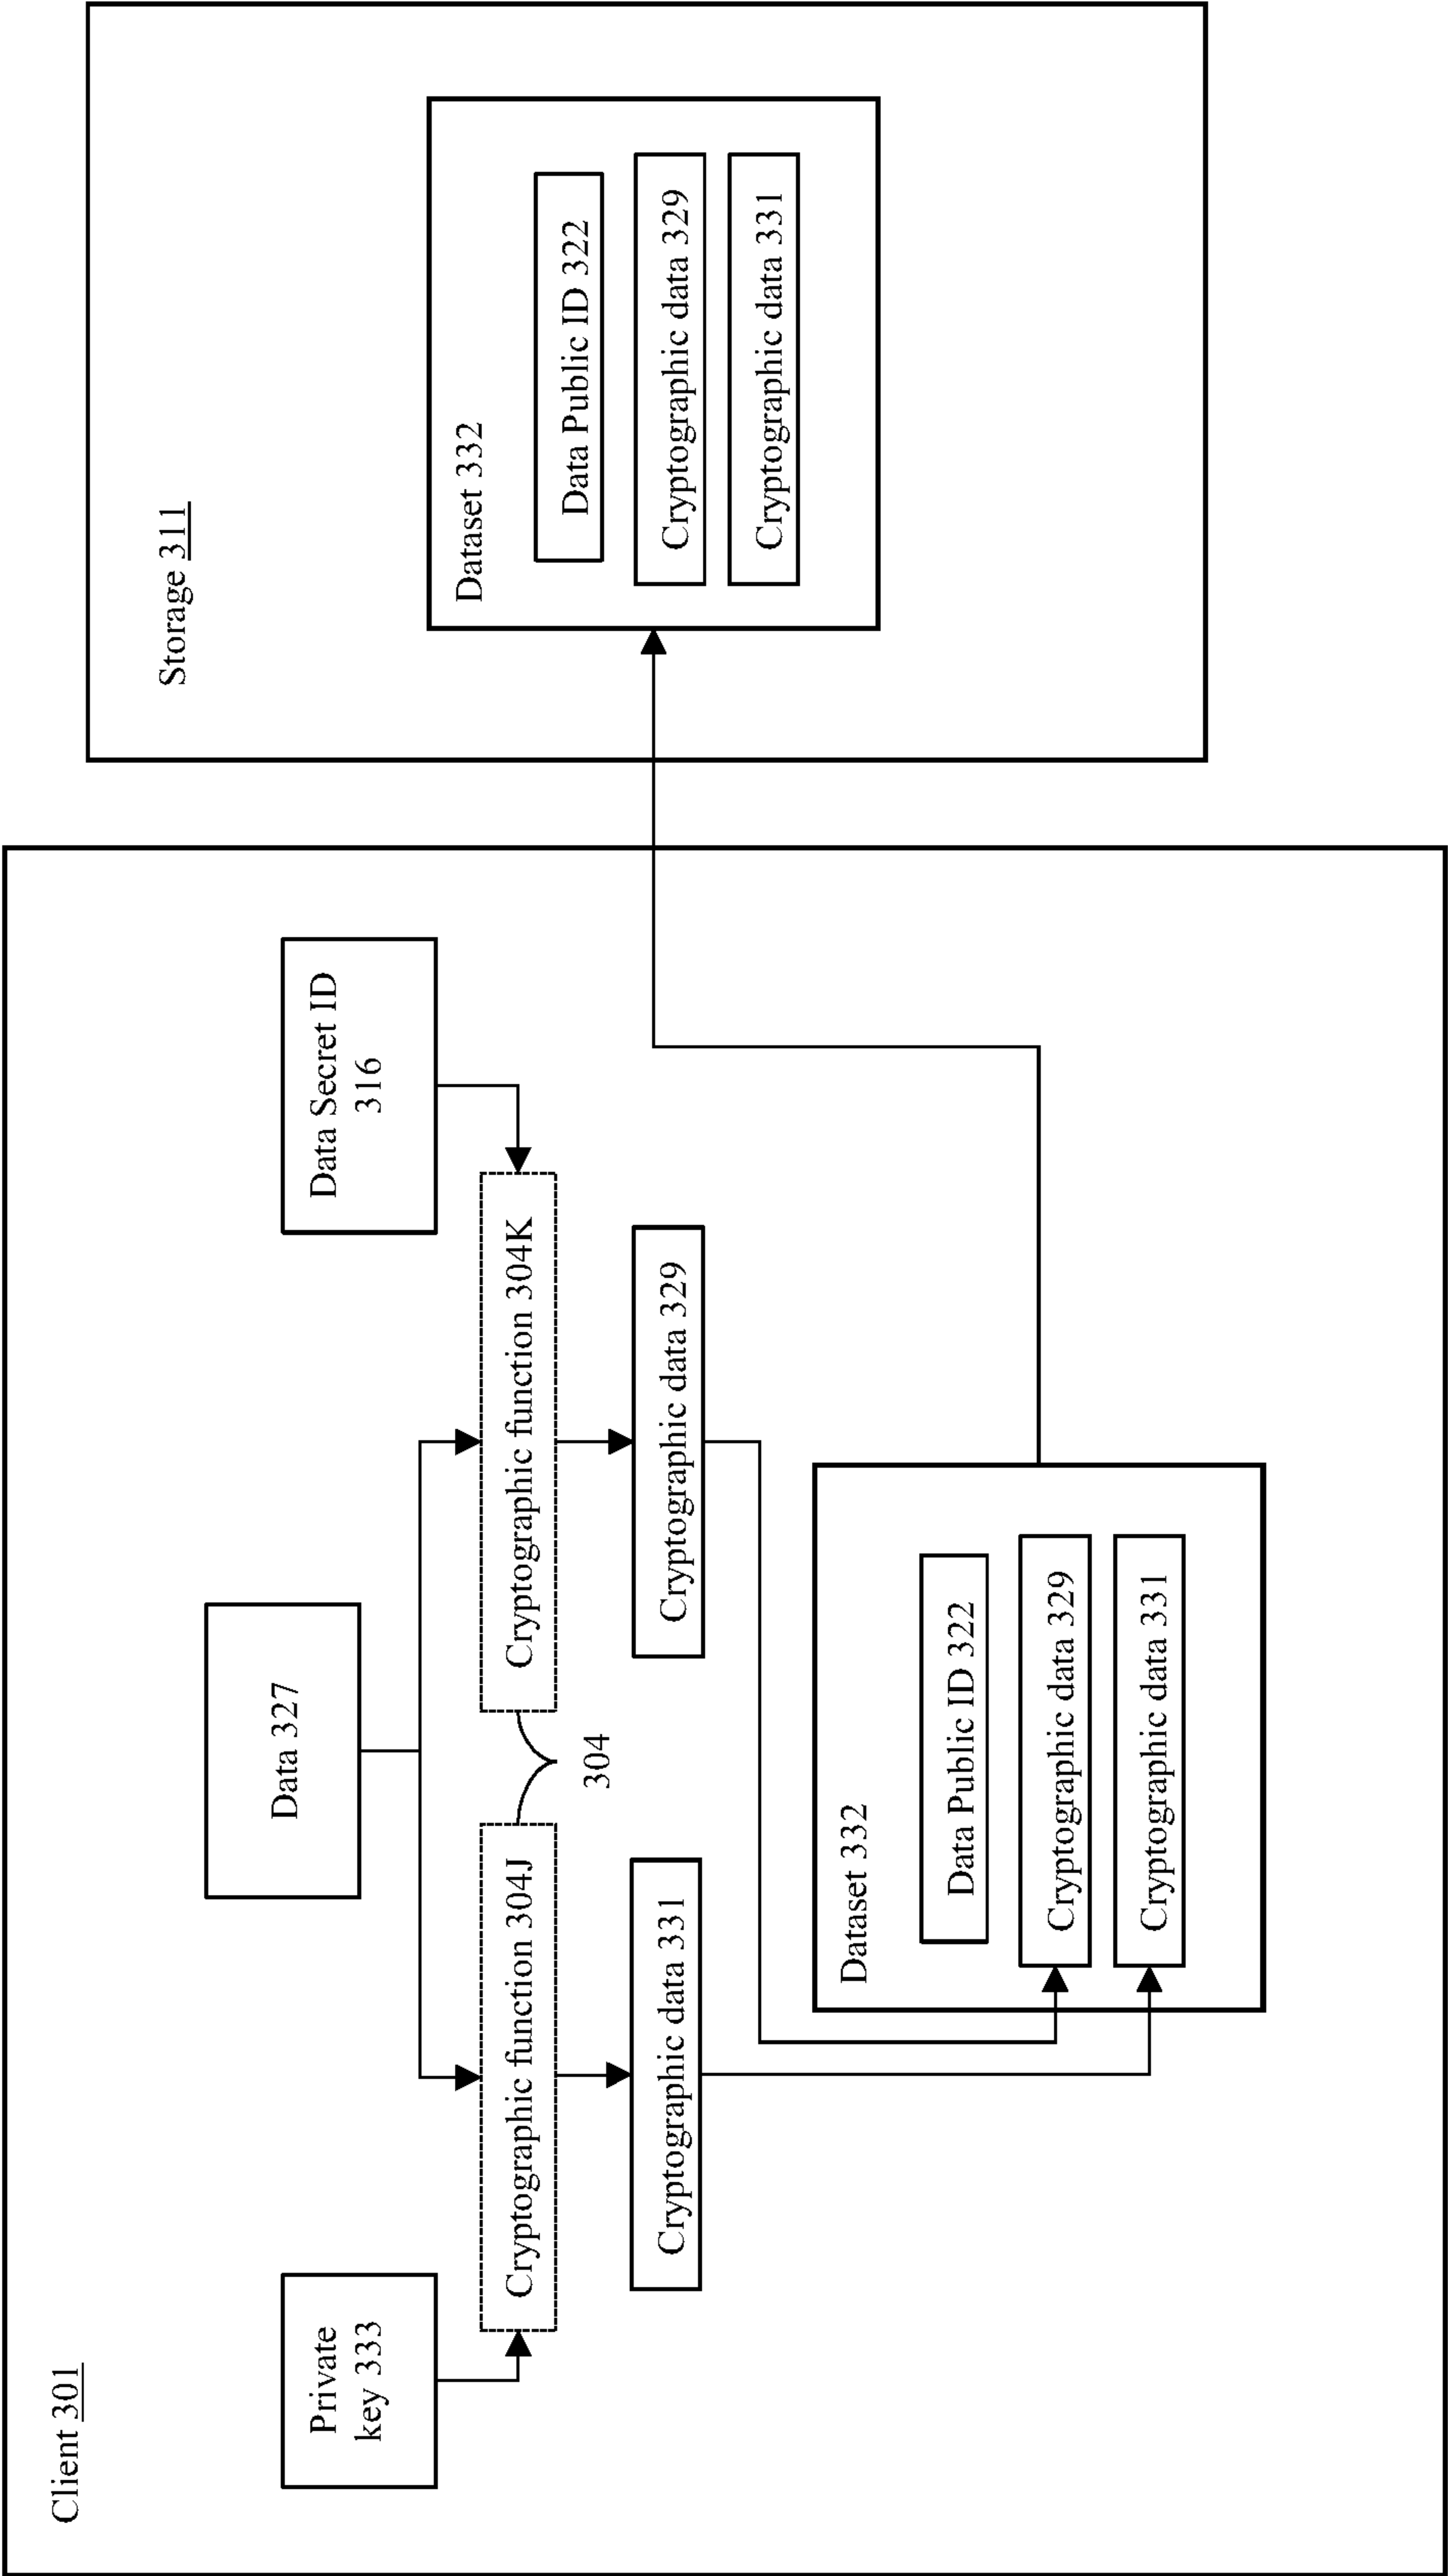 Client 301
Private
key 333
Data 327
Data Secret ID
316
Cryptographic function 304J
Cryptographic function 304K
304
Cryptographic data 331
Cryptographic data 329
Dataset 332
Data Public ID 322
Cryptographic data 329
Cryptographic data 331
Storage 311
Dataset 332
Data Public ID 322
Cryptographic data 329
Cryptographic data 331